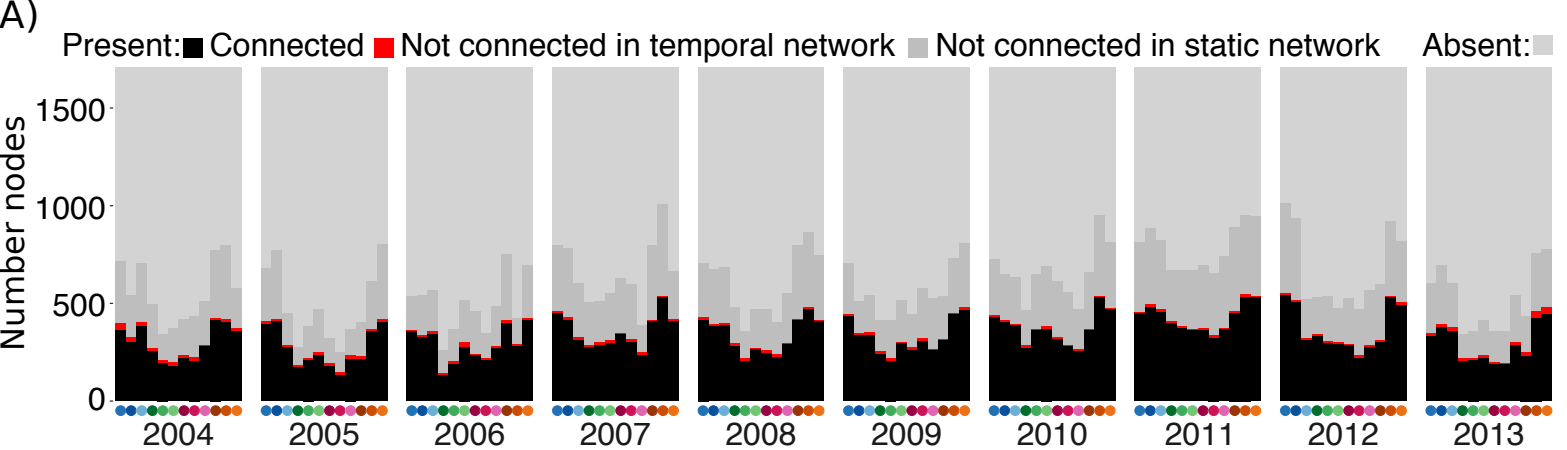 A)
Present: Connected Not connected in temporal network Not connected in static network Absent:
Number nodes
1500
1000
500
0
2004 2005 2006 2007 2008 2009 2010 2011 2012 2013